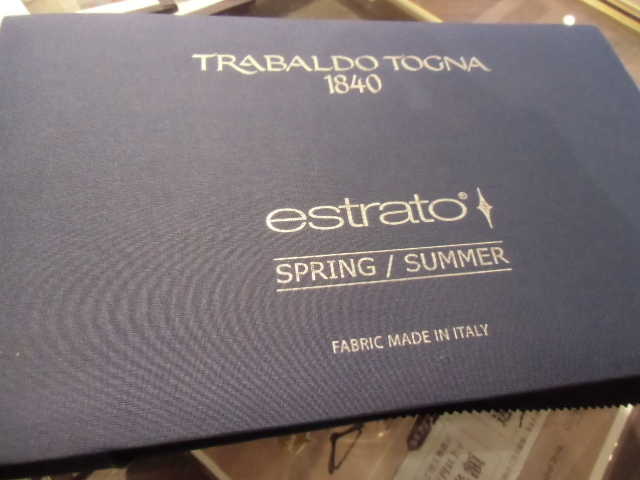 TRABALDO TOGNA
1840
estrato®
SPRING / SUMMER
FABRIC MADE IN ITALY